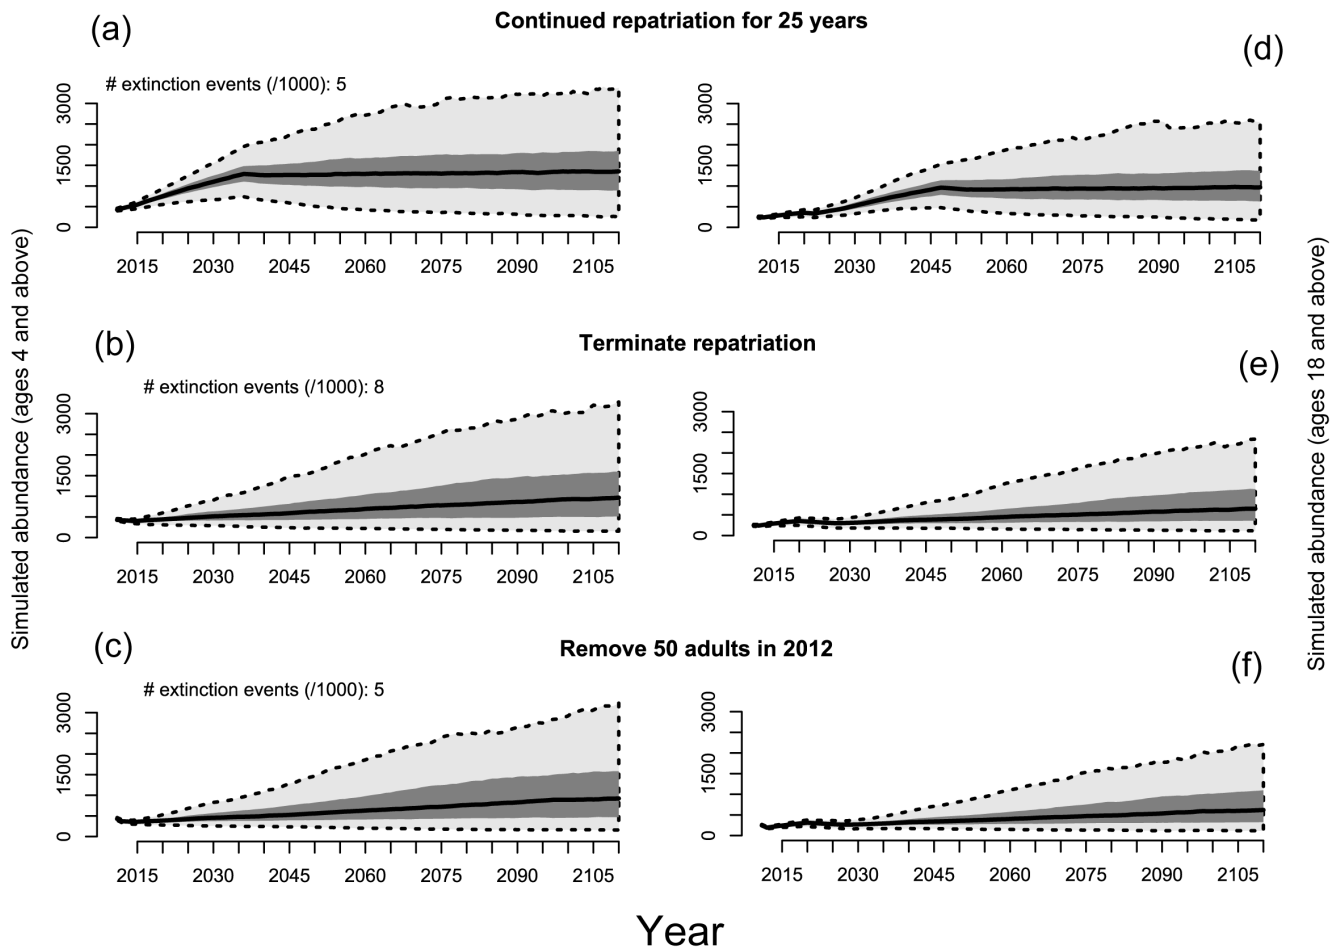 Continued repatriation for 25 years
(a)
(d)
# extinction events (/1000): 5
0 1500 3000
2015 2030 2045 2060 2075 2090 2105
0 1500 3000
2015 2030 2045 2060 2075 2090 2105
Simulated abundance (ages 4 and above)
Simulated abundance (ages 18 and above)
Terminate repatriation
(b)
(e)
# extinction events (/1000): 8
0 1500 3000
2015 2030 2045 2060 2075 2090 2105
0 1500 3000
2015 2030 2045 2060 2075 2090 2105
Remove 50 adults in 2012
(c)
(f)
# extinction events (/1000): 5
0 1500 3000
2015 2030 2045 2060 2075 2090 2105
0 1500 3000
2015 2030 2045 2060 2075 2090 2105
Year